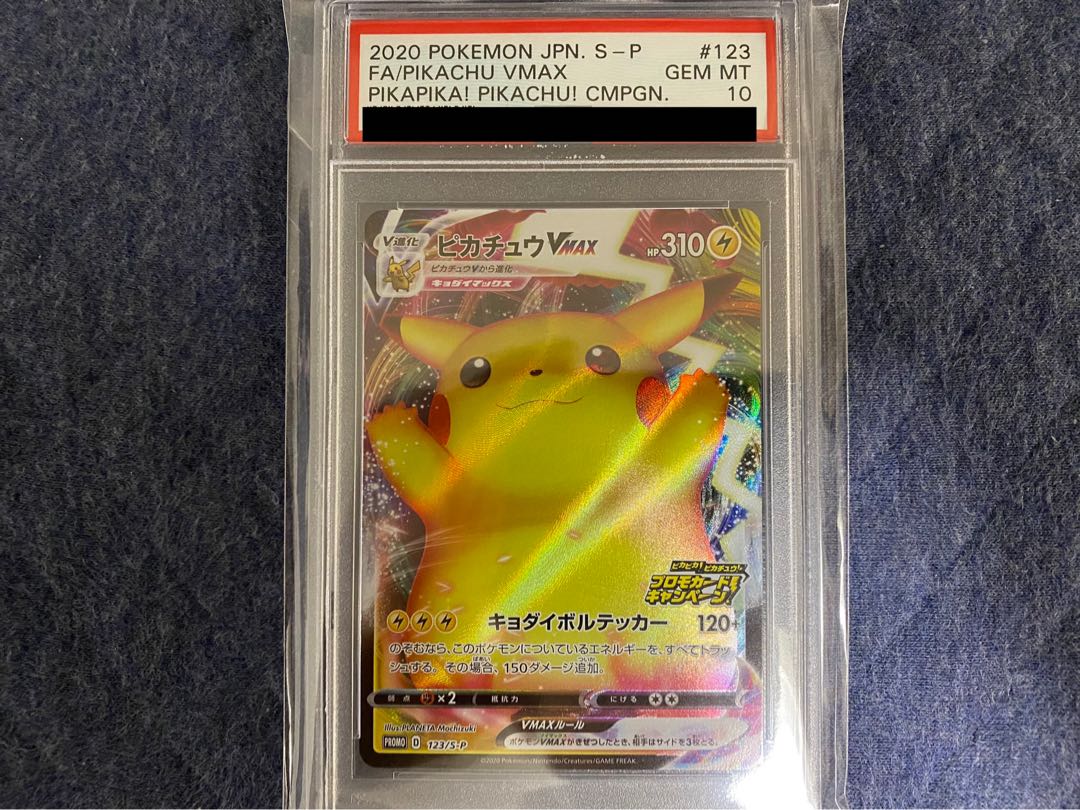 2020 POKEMON JPN. S-P #123
FA/PIKACHU VMAX GEM MT
PIKAPIKA! PIKACHU! CMPGN. 10
V進化 ピカチュウVMAX HP 310
ピカチュウVから進化
キョダイマックス
ピカピカ! ピカチュウ!
プロモカード
キャンペーン!
キョダイボルテッカー 120+
のぞむなら、このポケモンについているエネルギーを、すべてトラッ
シュする。その場合、150ダメージ追加。
弱点 ×2 抵抗力 にげる
VMAXルール
Illus.PLANETA Mochizuki
ポケモンVMAXがきぜつしたとき、相手はサイドを3枚とる。
PROMO D 123/S-P
©2020 Pokémon/Nintendo/Creatures/GAME FREAK.